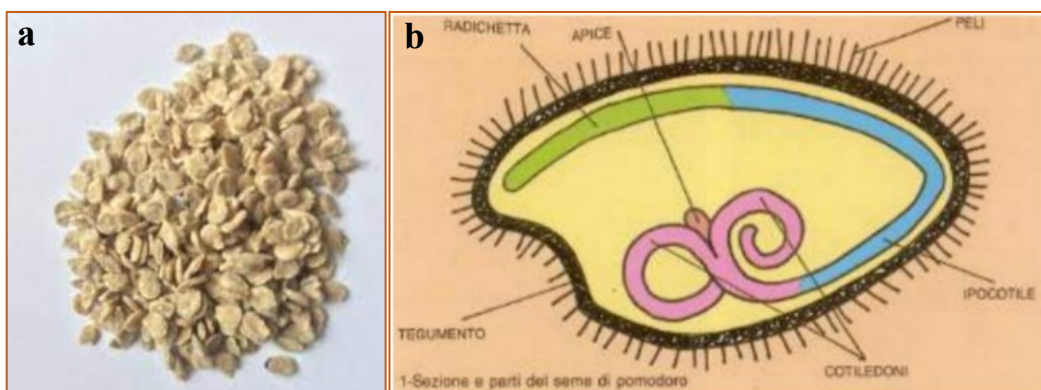 a
b
RADICHETTA
APICE
PELI
TEGUMENTO
IPOCOTILE
COTILEDONI
1-Sezione e parti del seme di pomodoro